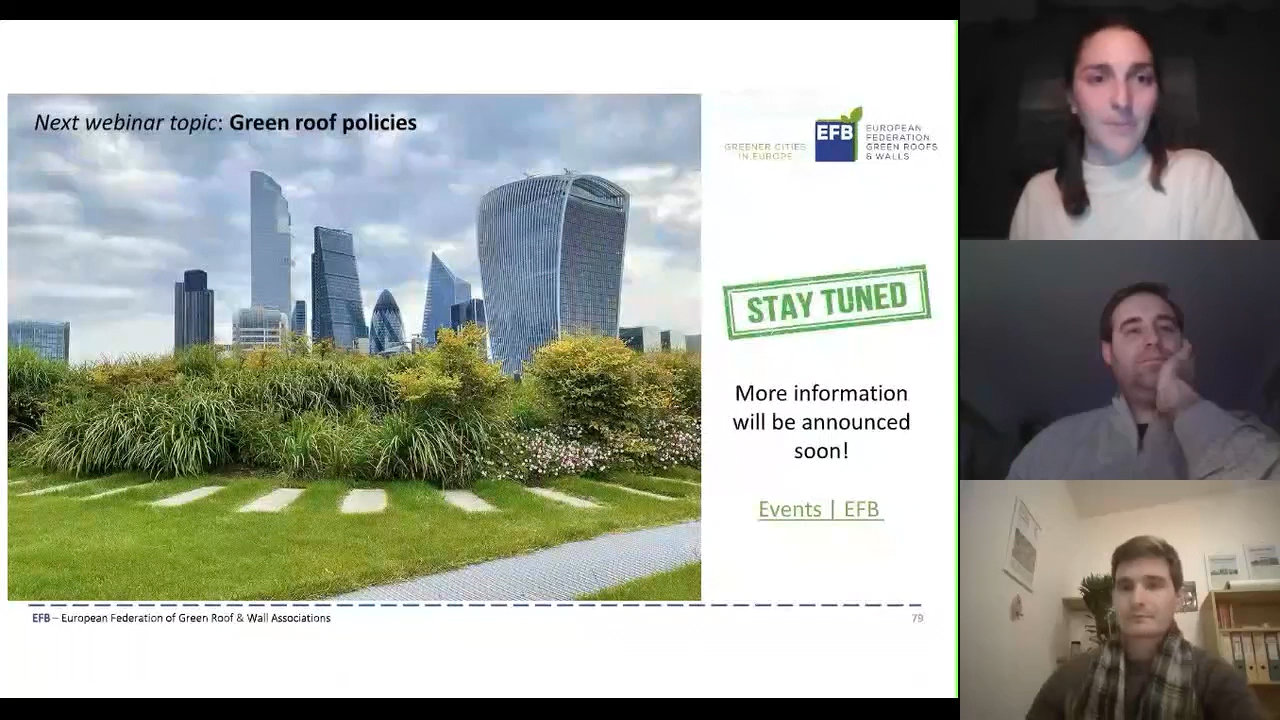 Next webinar topic: Green roof policies
GREENER CITIES
IN EUROPE
EFB
EUROPEAN
FEDERATION
GREEN ROOFS
& WALLS
STAY TUNED
More information
will be announced
soon!
Events | EFB
EFB – European Federation of Green Roof & Wall Associations
79